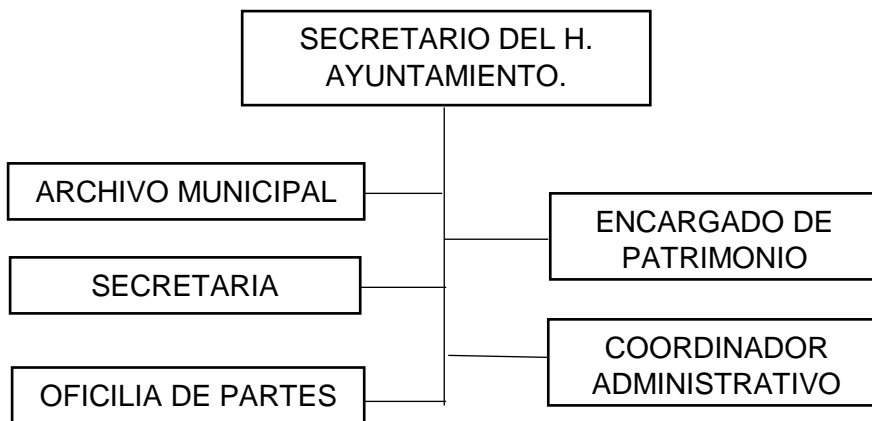 SECRETARIO DEL H.
AYUNTAMIENTO.
ARCHIVO MUNICIPAL
ENCARGADO DE
PATRIMONIO
SECRETARIA
COORDINADOR
ADMINISTRATIVO
OFICILIA DE PARTES